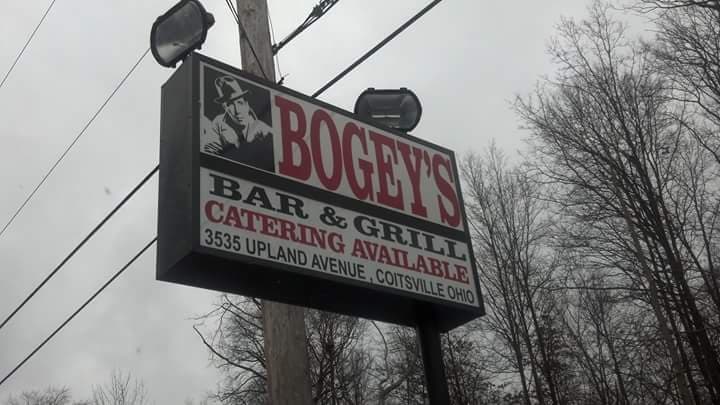 BOGEY'S
BAR & GRILL
CATERING AVAILABLE
3535 UPLAND AVENUE , COITSVILLE OHIO